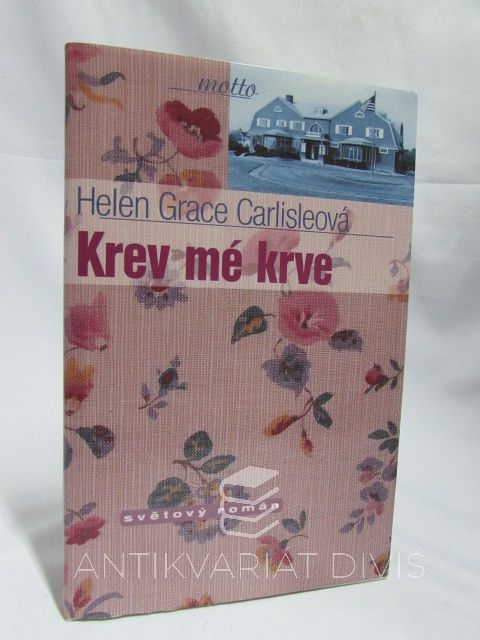 motto
Helen Grace Carlisleová
Krev mé krve
světový román
ANTIKVARIÁT DIVIŠ